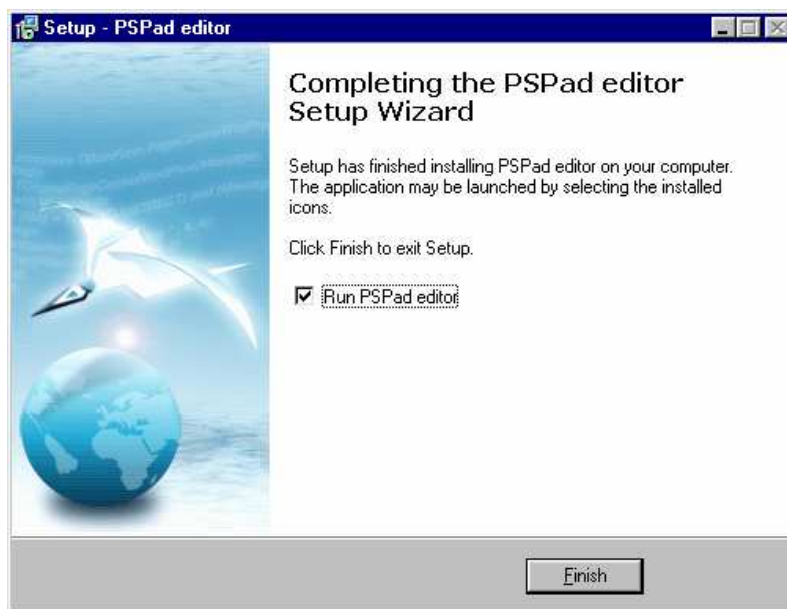 Setup - PSPad editor
Completing the PSPad editor
Setup Wizard
Setup has finished installing PSPad editor on your computer.
The application may be launched by selecting the installed
icons.
Click Finish to exit Setup.
Run PSPad editor
Finish